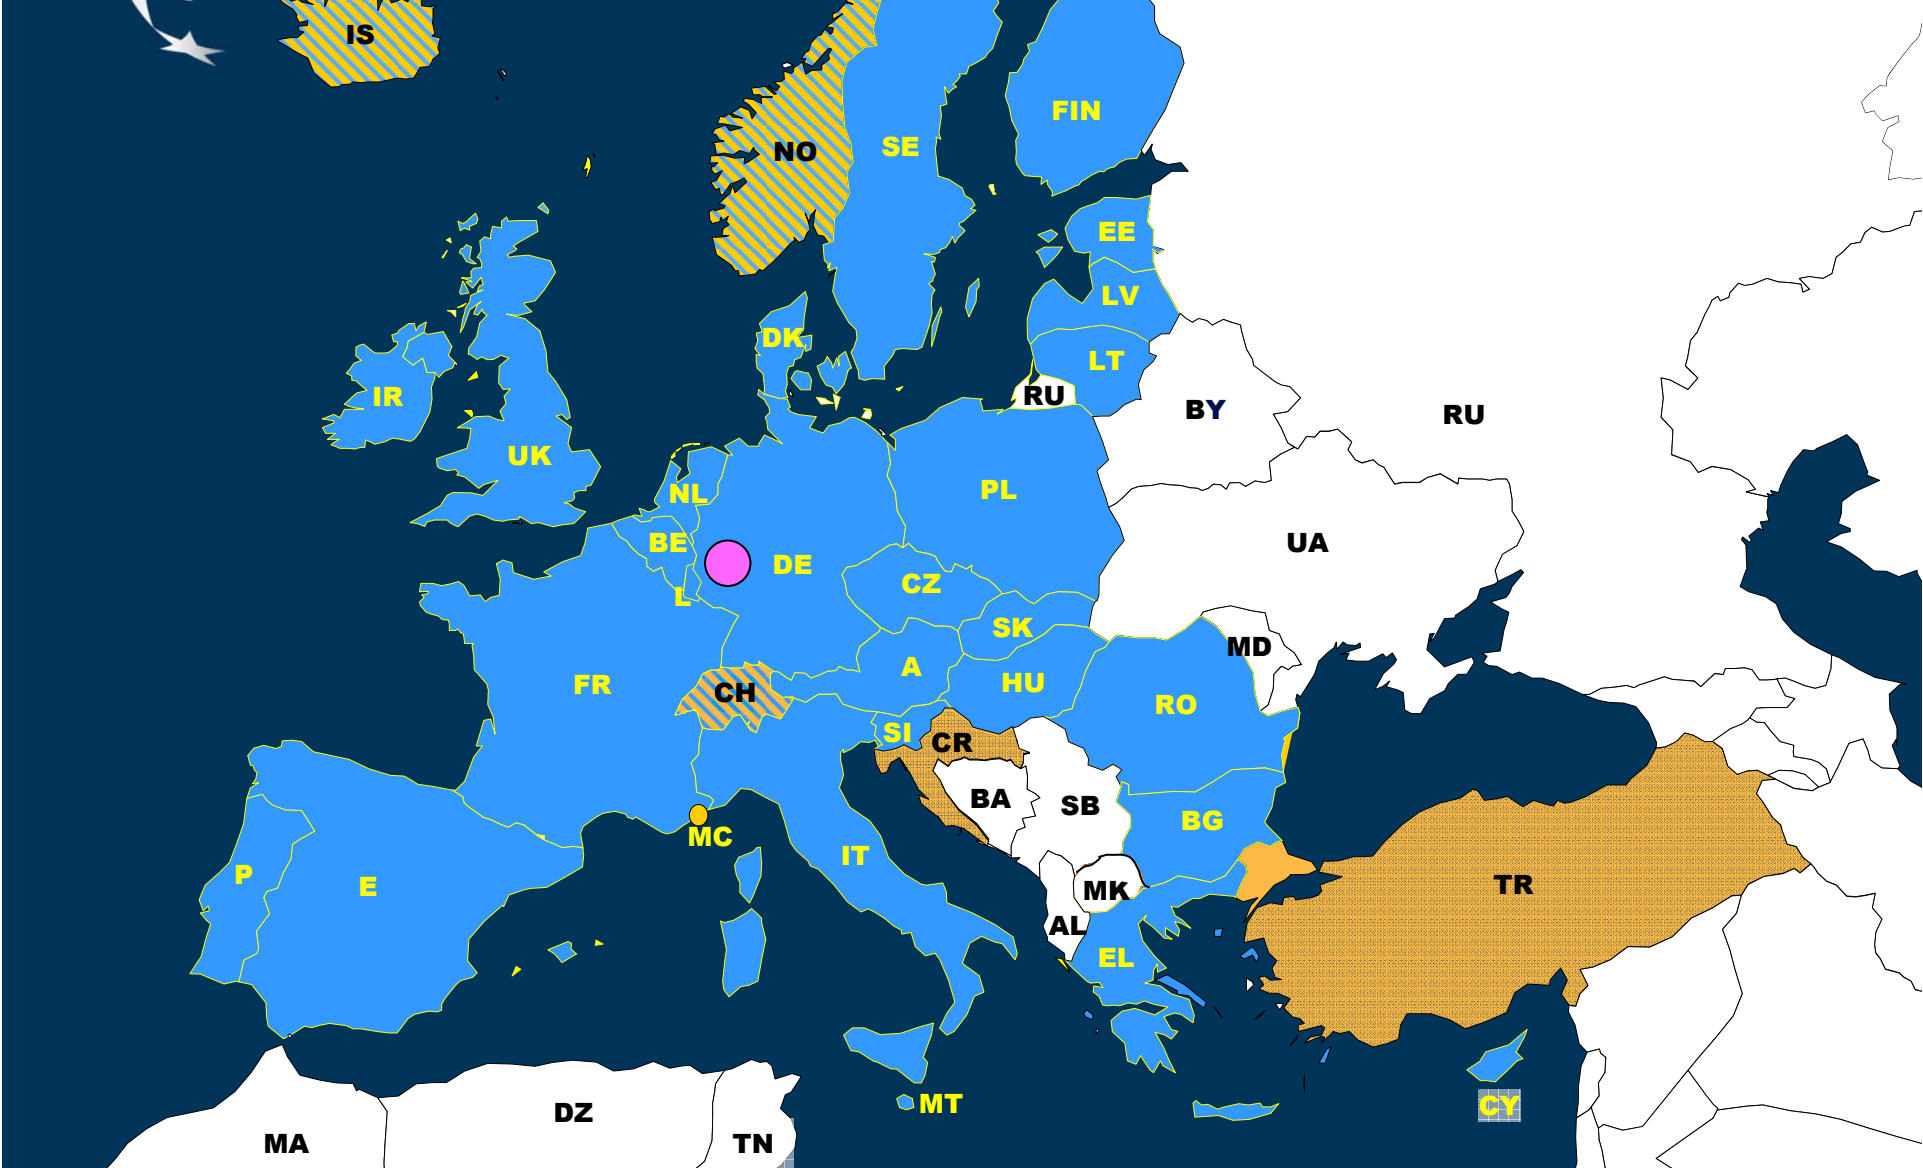 IS
NO
SE
FIN
EE
LV
DK
LT
RU
IR
BY
RU
UK
NL
PL
BE
UA
DE
CZ
L
SK
MD
A
FR
CH
HU
RO
SI
CR
BA
SB
BG
MC
IT
P
E
MK
TR
AL
EL
MT
CY
DZ
MA
TN